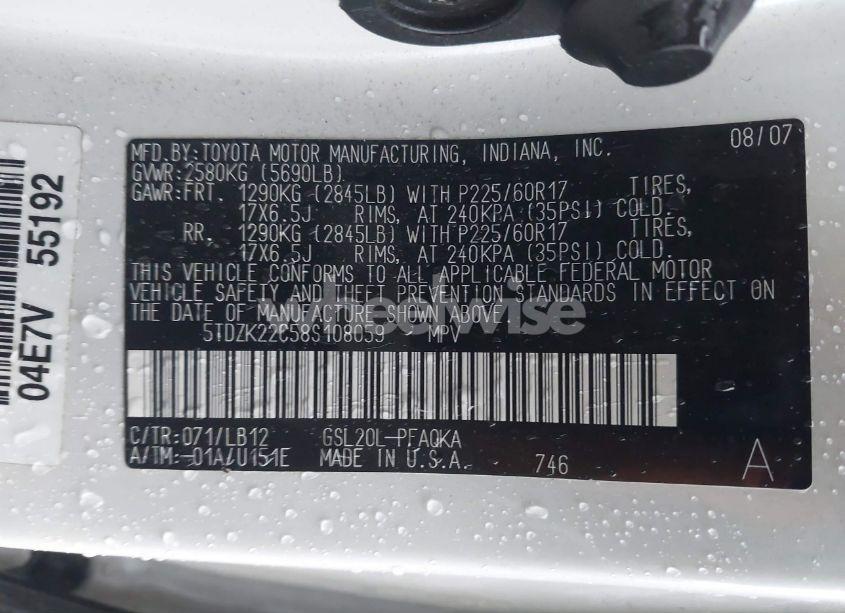 MFD.BY:TOYOTA MOTOR MANUFACTURING, INDIANA, INC. 08/07
GVWR:2580KG (5690LB)
GAWR:FRT. 1290KG (2845LB) WITH P225/60R17 TIRES,
17X6.5J RIMS, AT 240KPA (35PSI) COLD.
RR, 1290KG (2845LB) WITH P225/60R17 TIRES,
17X6.5J RIMS, AT 240KPA (35PSI) COLD.
THIS VEHICLE CONFORMS TO ALL APPLICABLE FEDERAL MOTOR
VEHICLE SAFETY AND THEFT PREVENTION STANDARDS IN EFFECT ON
THE DATE OF MANUFACTURE SHOWN ABOVE.
5TDZK22C58S108059 MPV
C/TR:071/LB12 GSL20L-PFAQKA
A/TM:-01A/U151E MADE IN U.S.A. 746 A
04E7V 55192
wheelwise